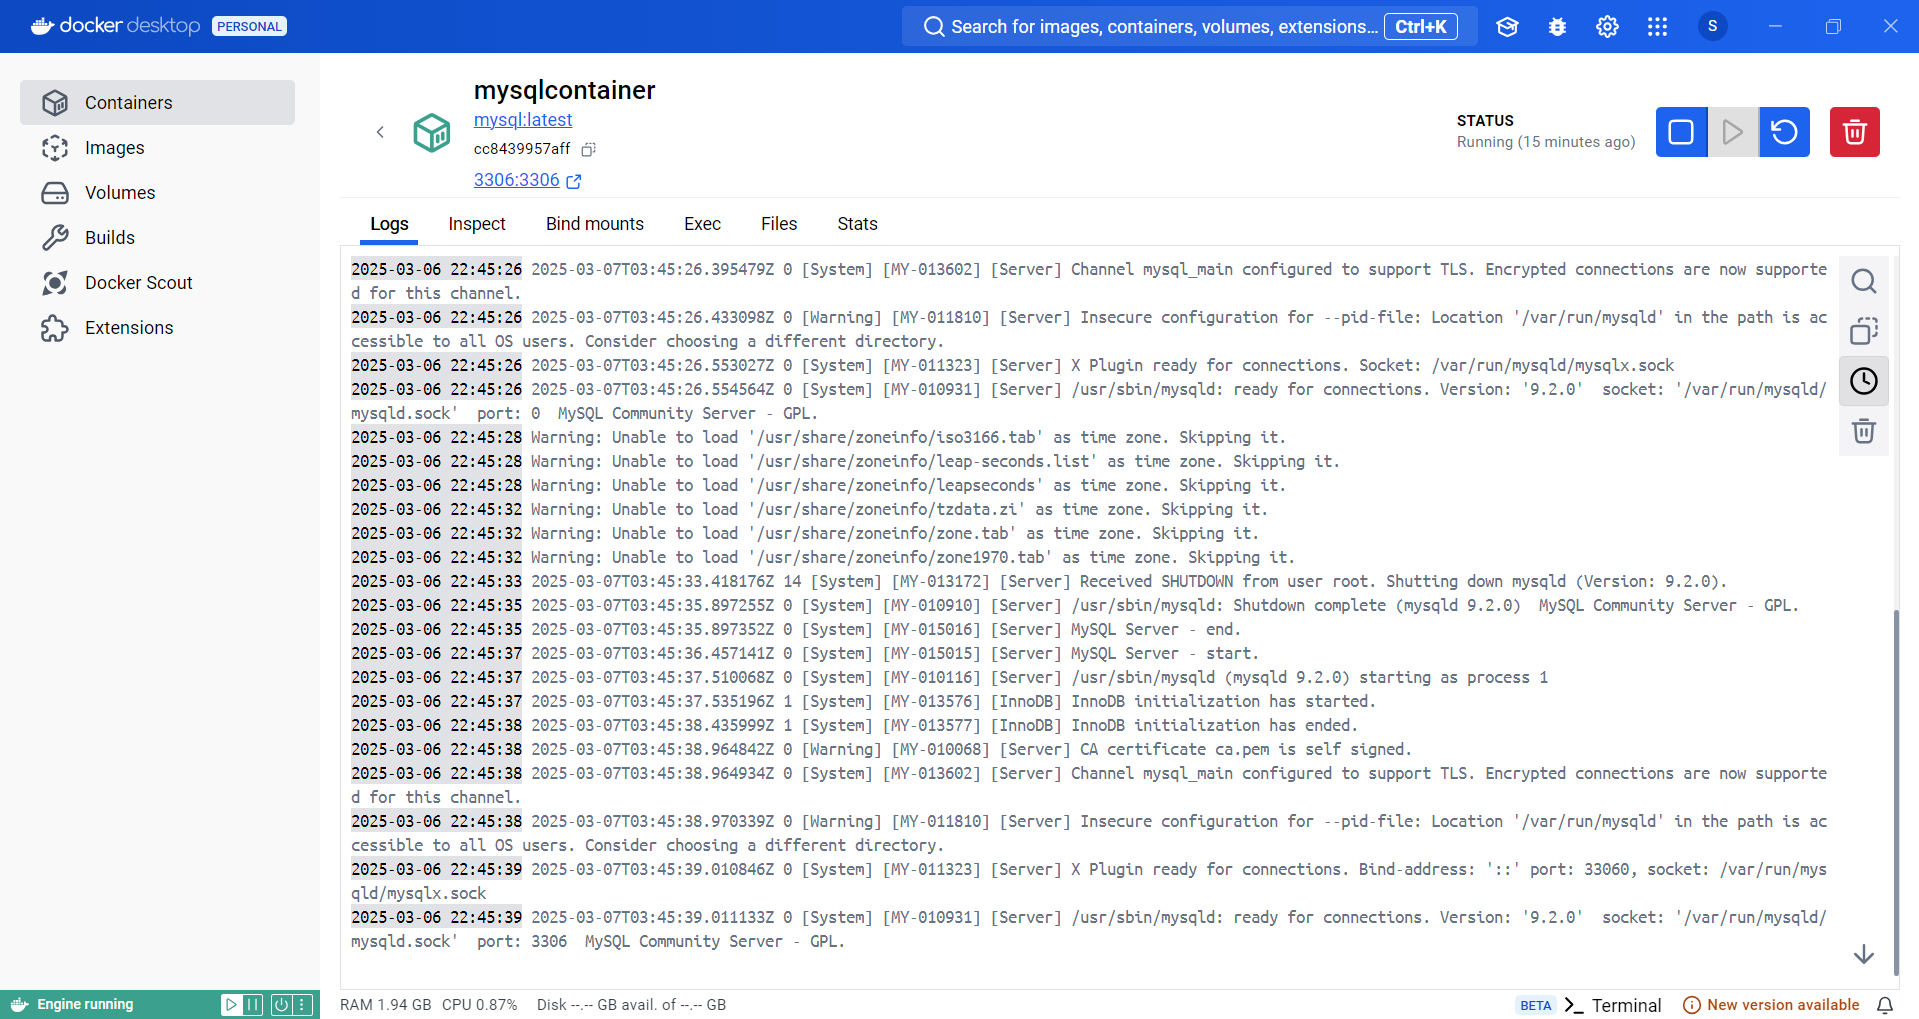 docker desktop PERSONAL
Search for images, containers, volumes, extensions... Ctrl+K
S
Containers
Images
Volumes
Builds
Docker Scout
Extensions
mysqlcontainer
mysql:latest
cc8439957aff
3306:3306
STATUS
Running (15 minutes ago)
Logs Inspect Bind mounts Exec Files Stats
2025-03-06 22:45:26 2025-03-07T03:45:26.395479Z 0 [System] [MY-013602] [Server] Channel mysql_main configured to support TLS. Encrypted connections are now supporte
d for this channel.
2025-03-06 22:45:26 2025-03-07T03:45:26.433098Z 0 [Warning] [MY-011810] [Server] Insecure configuration for --pid-file: Location '/var/run/mysqld' in the path is ac
cessible to all OS users. Consider choosing a different directory.
2025-03-06 22:45:26 2025-03-07T03:45:26.553027Z 0 [System] [MY-011323] [Server] X Plugin ready for connections. Socket: /var/run/mysqld/mysqlx.sock
2025-03-06 22:45:26 2025-03-07T03:45:26.554564Z 0 [System] [MY-010931] [Server] /usr/sbin/mysqld: ready for connections. Version: '9.2.0'  socket: '/var/run/mysqld/
mysqld.sock'  port: 0  MySQL Community Server - GPL.
2025-03-06 22:45:28 Warning: Unable to load '/usr/share/zoneinfo/iso3166.tab' as time zone. Skipping it.
2025-03-06 22:45:28 Warning: Unable to load '/usr/share/zoneinfo/leap-seconds.list' as time zone. Skipping it.
2025-03-06 22:45:28 Warning: Unable to load '/usr/share/zoneinfo/leapseconds' as time zone. Skipping it.
2025-03-06 22:45:32 Warning: Unable to load '/usr/share/zoneinfo/tzdata.zi' as time zone. Skipping it.
2025-03-06 22:45:32 Warning: Unable to load '/usr/share/zoneinfo/zone.tab' as time zone. Skipping it.
2025-03-06 22:45:32 Warning: Unable to load '/usr/share/zoneinfo/zone1970.tab' as time zone. Skipping it.
2025-03-06 22:45:33 2025-03-07T03:45:33.418176Z 14 [System] [MY-013172] [Server] Received SHUTDOWN from user root. Shutting down mysqld (Version: 9.2.0).
2025-03-06 22:45:35 2025-03-07T03:45:35.897255Z 0 [System] [MY-010910] [Server] /usr/sbin/mysqld: Shutdown complete (mysqld 9.2.0)  MySQL Community Server - GPL.
2025-03-06 22:45:35 2025-03-07T03:45:35.897352Z 0 [System] [MY-015016] [Server] MySQL Server - end.
2025-03-06 22:45:37 2025-03-07T03:45:36.457141Z 0 [System] [MY-015015] [Server] MySQL Server - start.
2025-03-06 22:45:37 2025-03-07T03:45:37.510068Z 0 [System] [MY-010116] [Server] /usr/sbin/mysqld (mysqld 9.2.0) starting as process 1
2025-03-06 22:45:37 2025-03-07T03:45:37.535196Z 1 [System] [MY-013576] [InnoDB] InnoDB initialization has started.
2025-03-06 22:45:38 2025-03-07T03:45:38.435999Z 1 [System] [MY-013577] [InnoDB] InnoDB initialization has ended.
2025-03-06 22:45:38 2025-03-07T03:45:38.964842Z 0 [Warning] [MY-010068] [Server] CA certificate ca.pem is self signed.
2025-03-06 22:45:38 2025-03-07T03:45:38.964934Z 0 [System] [MY-013602] [Server] Channel mysql_main configured to support TLS. Encrypted connections are now supporte
d for this channel.
2025-03-06 22:45:38 2025-03-07T03:45:38.970339Z 0 [Warning] [MY-011810] [Server] Insecure configuration for --pid-file: Location '/var/run/mysqld' in the path is ac
cessible to all OS users. Consider choosing a different directory.
2025-03-06 22:45:39 2025-03-07T03:45:39.010846Z 0 [System] [MY-011323] [Server] X Plugin ready for connections. Bind-address: '::' port: 33060, socket: /var/run/mys
qld/mysqlx.sock
2025-03-06 22:45:39 2025-03-07T03:45:39.011133Z 0 [System] [MY-010931] [Server] /usr/sbin/mysqld: ready for connections. Version: '9.2.0'  socket: '/var/run/mysqld/
mysqld.sock'  port: 3306  MySQL Community Server - GPL.
Engine running
RAM 1.94 GB CPU 0.87% Disk --.-- GB avail. of --.-- GB
BETA >_ Terminal New version available